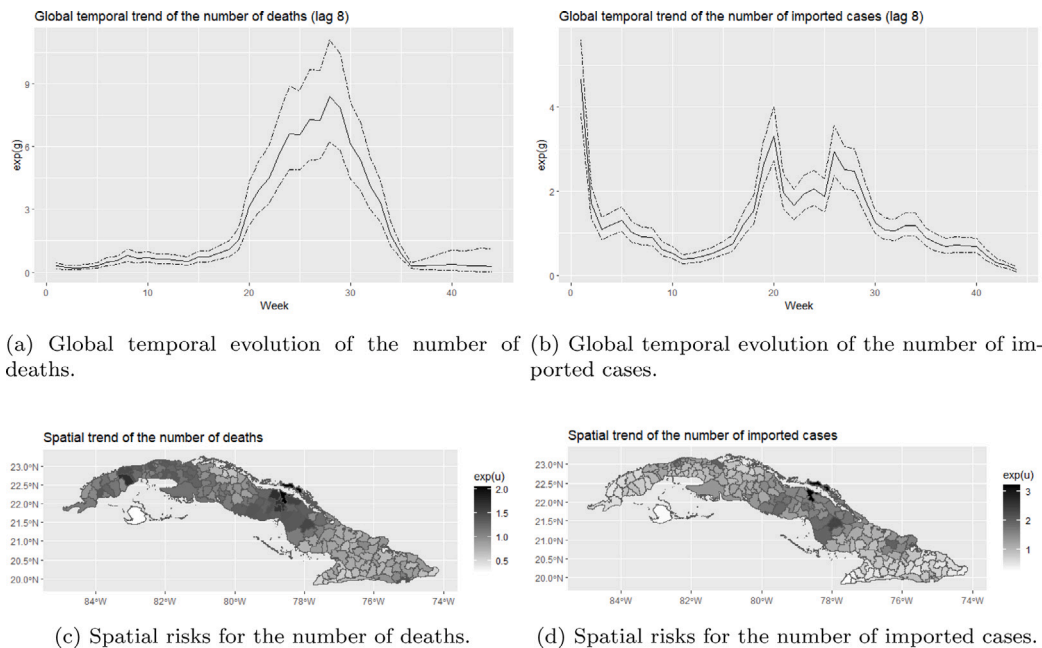 Global temporal trend of the number of deaths (lag 8)
exp(g)
9
6
3
0
0 10 20 30 40
Week
Global temporal trend of the number of imported cases (lag 8)
exp(g)
4
2
0
0 10 20 30 40
Week
(a) Global temporal evolution of the number of deaths.
(b) Global temporal evolution of the number of im-
ported cases.
Spatial trend of the number of deaths
23.0°N
22.5°N
22.0°N
21.5°N
21.0°N
20.5°N
20.0°N
84°W 82°W 80°W 78°W 76°W 74°W
exp(u)
2.0
1.5
1.0
0.5
Spatial trend of the number of imported cases
23.0°N
22.5°N
22.0°N
21.5°N
21.0°N
20.5°N
20.0°N
84°W 82°W 80°W 78°W 76°W 74°W
exp(u)
3
2
1
(c) Spatial risks for the number of deaths.
(d) Spatial risks for the number of imported cases.